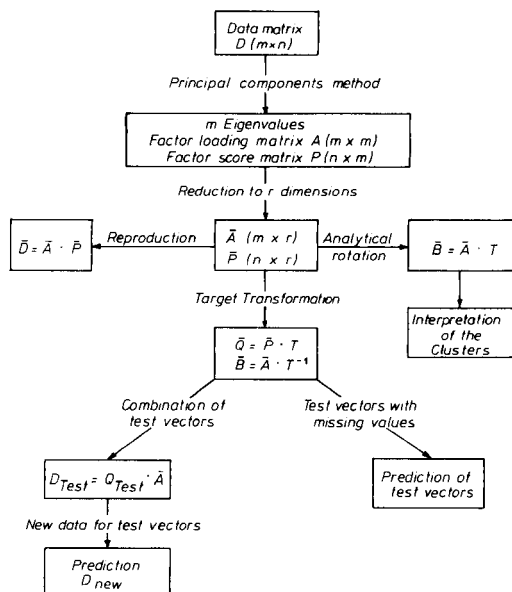 Data matrix
D (m×n)
Principal components method
m Eigenvalues
Factor loading matrix A (m × m)
Factor score matrix P (n × m)
Reduction to r dimensions
D̄ = Ā · P̄
Reproduction
Ā (m × r)
P̄ (n × r)
Analytical
rotation
B̄ = Ā · T
Target Transformation
Interpretation
of the
Clusters
Q̄ = P̄ · T
B̄ = Ā · T⁻¹
Combination of
test vectors
Test vectors with
missing values
D_Test = Q_Test · Ā
Prediction of
test vectors
New data for test vectors
Prediction
D new